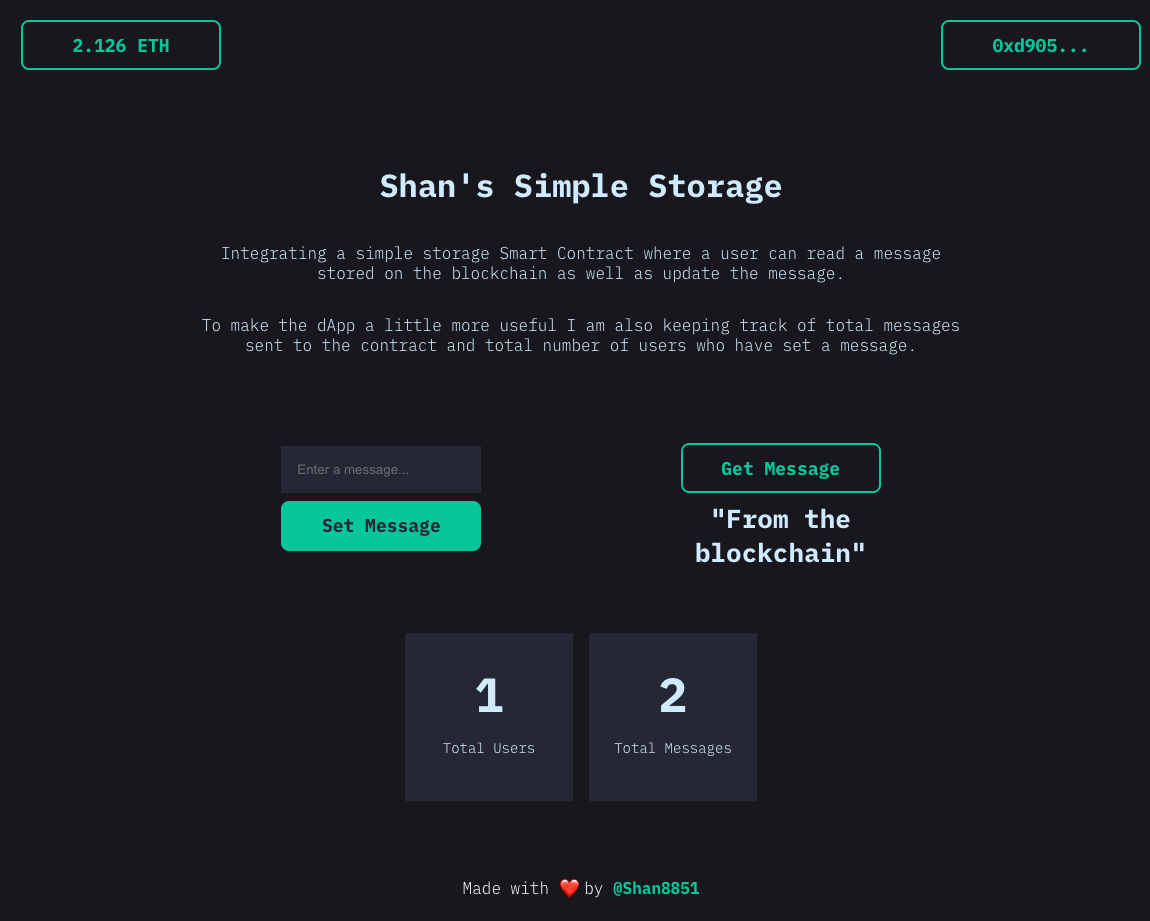 2.126 ETH
0xd905...
Shan's Simple Storage
Integrating a simple storage Smart Contract where a user can read a message
stored on the blockchain as well as update the message.
To make the dApp a little more useful I am also keeping track of total messages
sent to the contract and total number of users who have set a message.
Enter a message...
Set Message
Get Message
"From the
blockchain"
1
Total Users
2
Total Messages
Made with ❤️ by @Shan8851